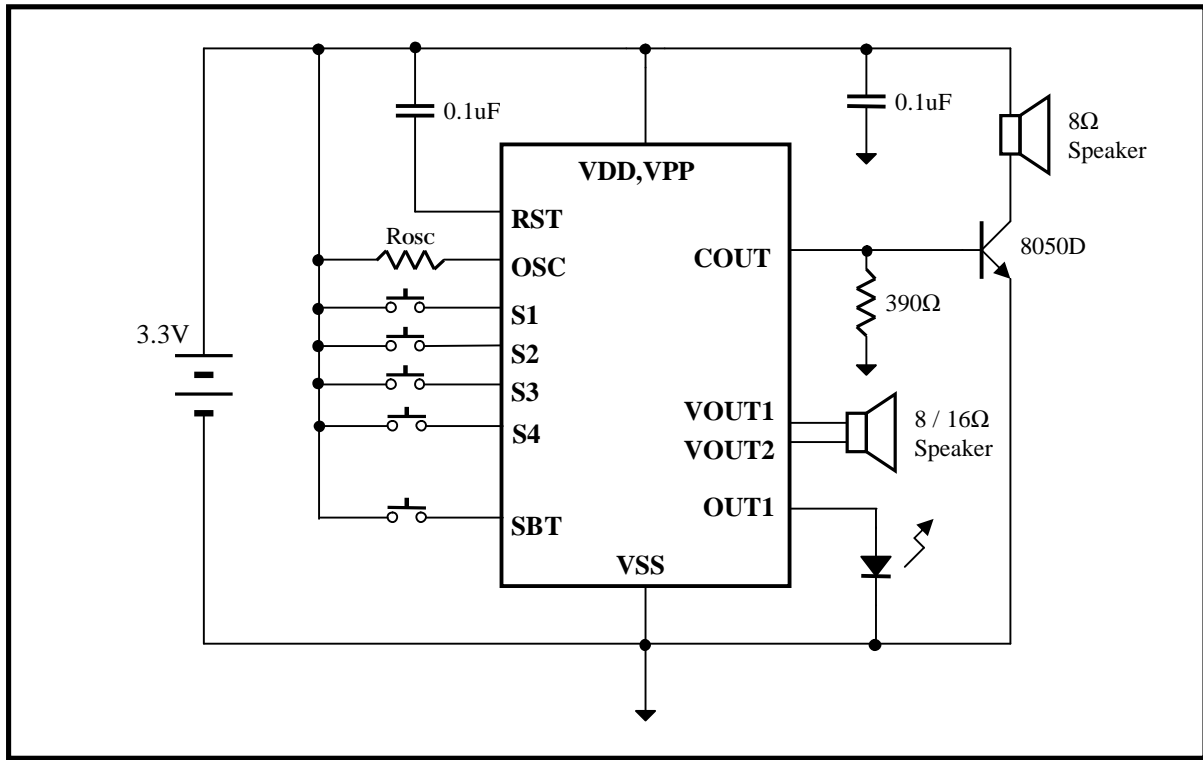 0.1uF
0.1uF
8Ω
Speaker
VDD,VPP
RST
Rosc
OSC
COUT
8050D
S1
390Ω
3.3V
S2
S3
VOUT1
8 / 16Ω
S4
VOUT2
Speaker
OUT1
SBT
VSS